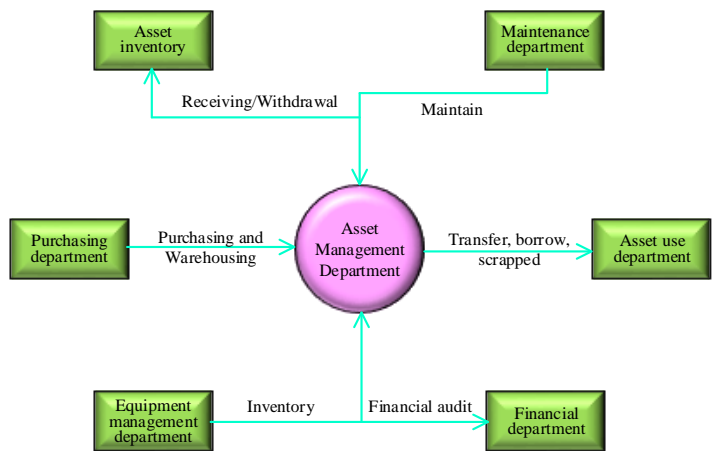 Asset
inventory
Maintenance
department
Receiving/Withdrawal
Maintain
Purchasing
department
Purchasing and
Warehousing
Asset
Management
Department
Transfer, borrow,
scrapped
Asset use
department
Equipment
management
department
Inventory
Financial audit
Financial
department